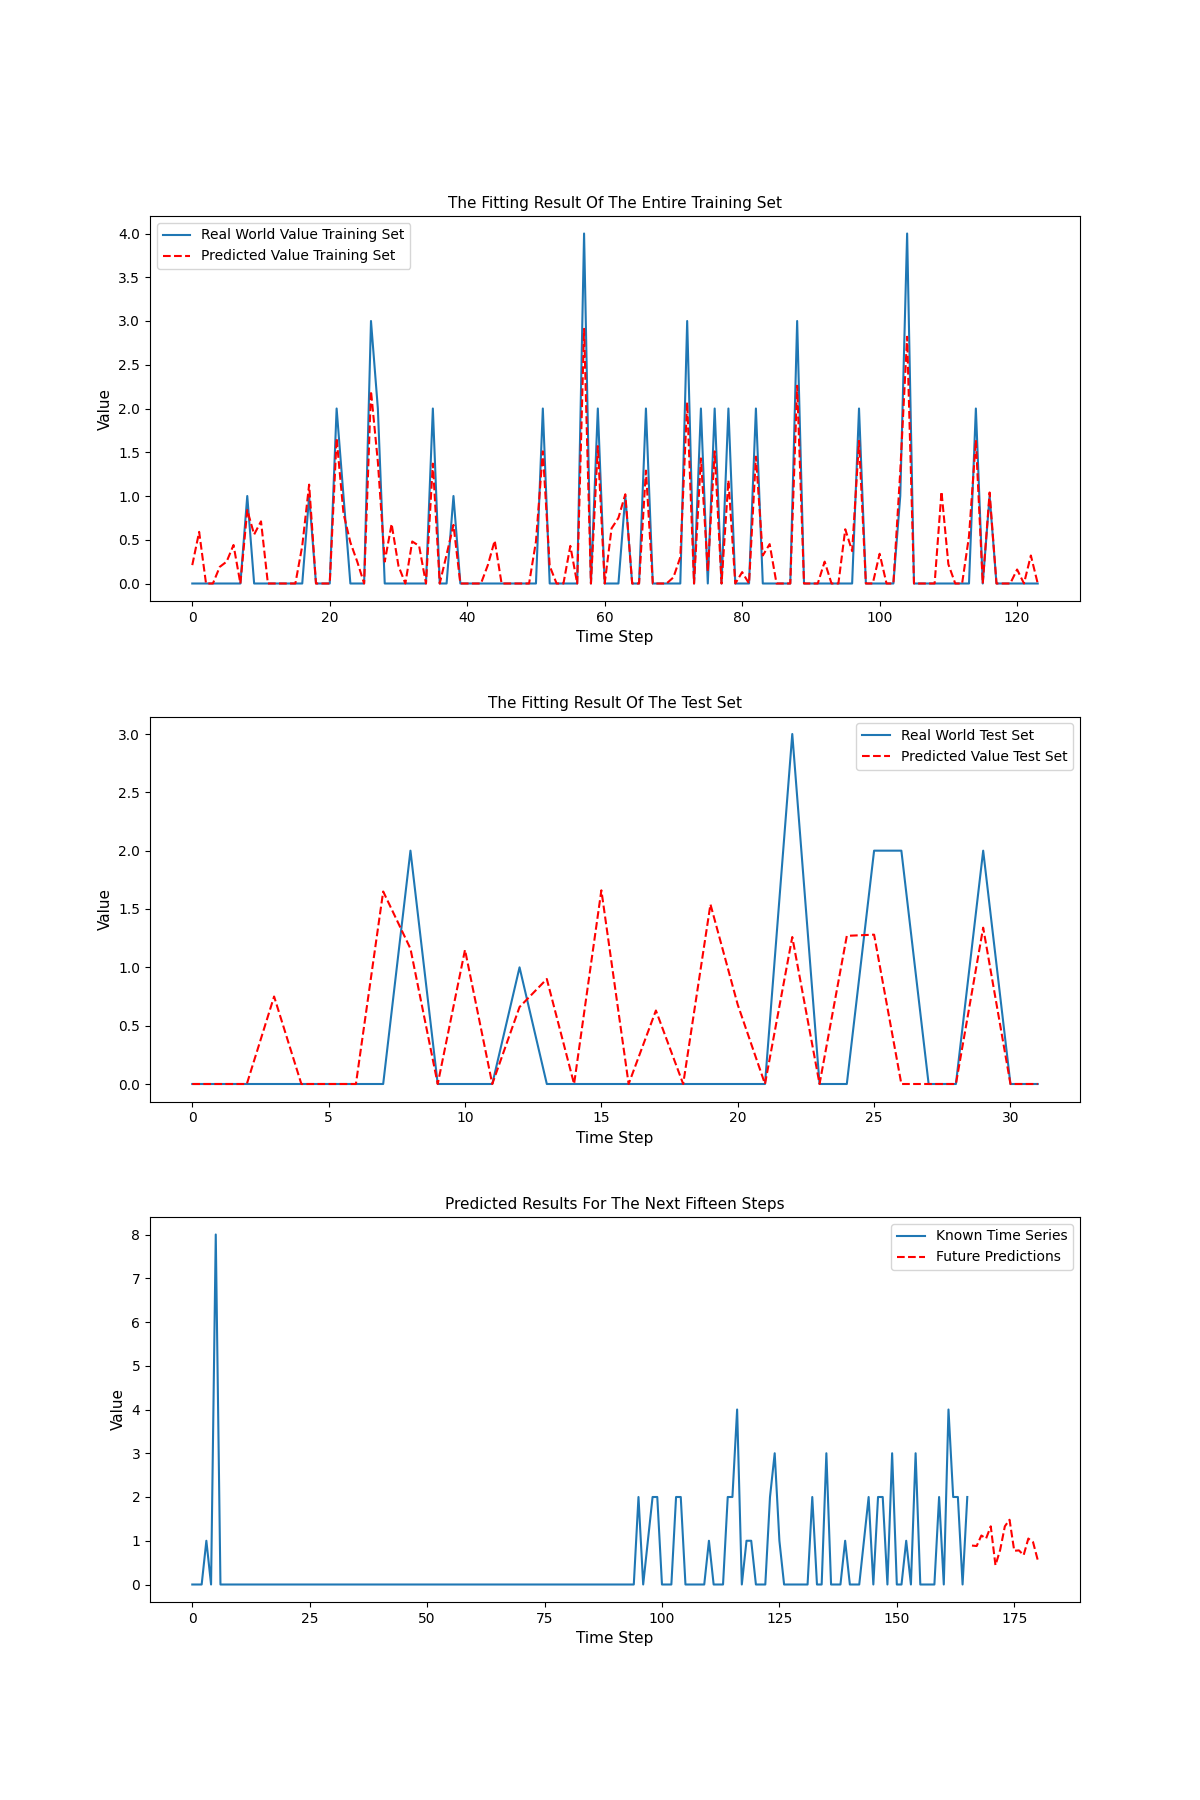 The Fitting Result Of The Entire Training Set
Real World Value Training Set
Predicted Value Training Set
4.0
3.5
3.0
2.5
2.0
1.5
1.0
0.5
0.0
Value
0 20 40 60 80 100 120
Time Step
The Fitting Result Of The Test Set
Real World Test Set
Predicted Value Test Set
3.0
2.5
2.0
1.5
1.0
0.5
0.0
Value
0 5 10 15 20 25 30
Time Step
Predicted Results For The Next Fifteen Steps
Known Time Series
Future Predictions
8
7
6
5
4
3
2
1
0
Value
0 25 50 75 100 125 150 175
Time Step